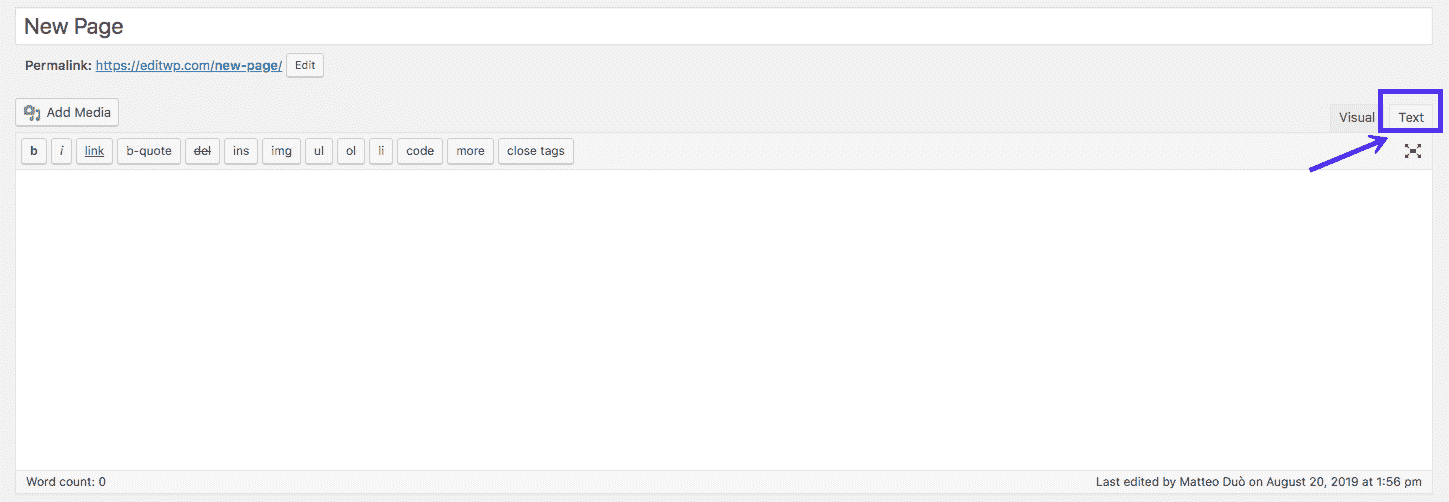 New Page
Permalink: https://editwp.com/new-page/ Edit
Add Media
Visual Text
b i link b-quote del ins img ul ol li code more close tags
Word count: 0 Last edited by Matteo Duò on August 20, 2019 at 1:56 pm